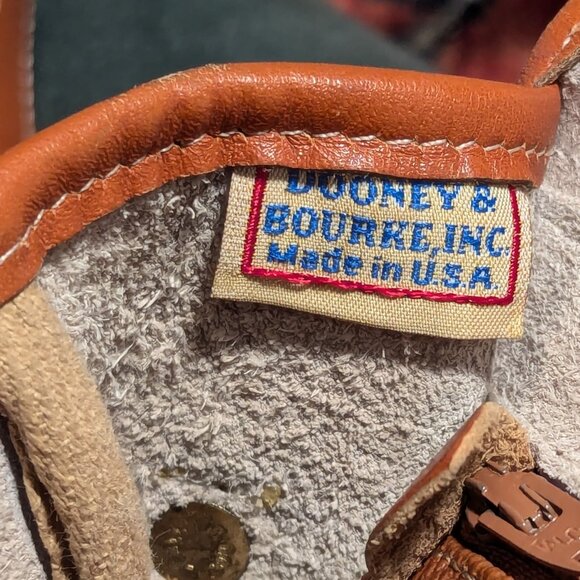 DOONEY &
BOURKE, INC.
Made in U.S.A.